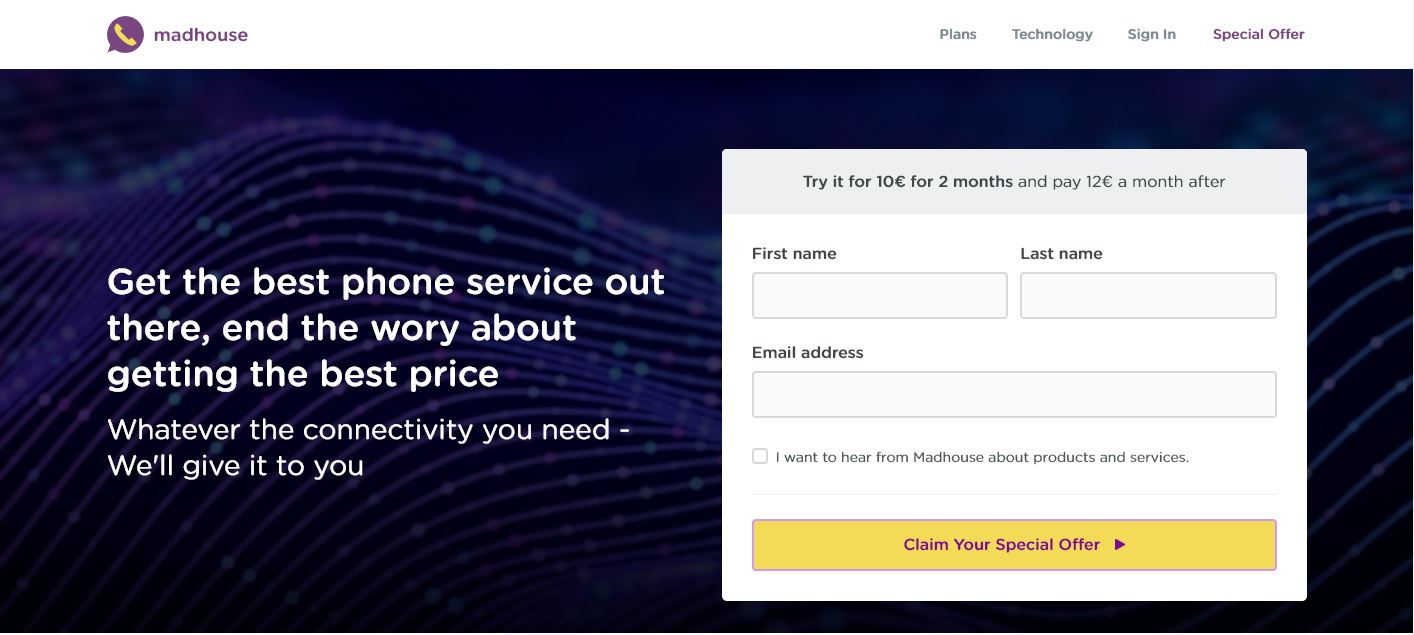 madhouse
Plans
Technology
Sign In
Special Offer
Get the best phone service out
there, end the wory about
getting the best price
Whatever the connectivity you need -
We'll give it to you
Try it for 10€ for 2 months and pay 12€ a month after
First name
Last name
Email address
I want to hear from Madhouse about products and services.
Claim Your Special Offer